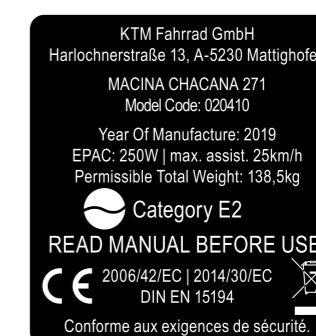 KTM Fahrrad GmbH
Harlochnerstraße 13, A-5230 Mattighofe
MACINA CHACANA 271
Model Code: 020410
Year Of Manufacture: 2019
EPAC: 250W | max. assist. 25km/h
Permissible Total Weight: 138,5kg
Category E2
READ MANUAL BEFORE USE
CE 2006/42/EC | 2014/30/EC
DIN EN 15194
Conforme aux exigences de sécurité.